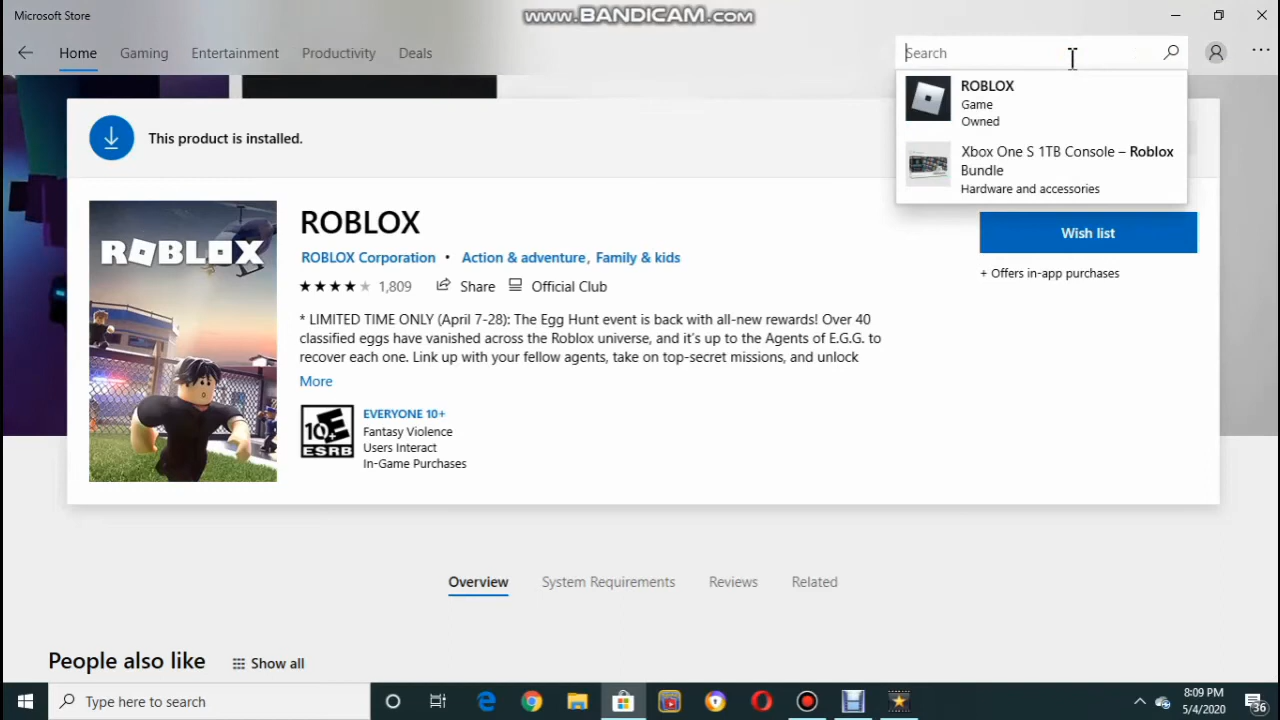 Microsoft Store
www.BANDICAM.com
Home
Gaming
Entertainment
Productivity
Deals
Search
ROBLOX
Game
Owned
Xbox One S 1TB Console – Roblox
Bundle
Hardware and accessories
This product is installed.
ROBLOX
ROBLOX
ROBLOX Corporation • Action & adventure, Family & kids
1,809
Share
Official Club
* LIMITED TIME ONLY (April 7-28): The Egg Hunt event is back with all-new rewards! Over 40
classified eggs have vanished across the Roblox universe, and it's up to the Agents of E.G.G. to
recover each one. Link up with your fellow agents, take on top-secret missions, and unlock
More
Wish list
+ Offers in-app purchases
E
10+
ESRB
EVERYONE 10+
Fantasy Violence
Users Interact
In-Game Purchases
Overview
System Requirements
Reviews
Related
People also like
Show all
Type here to search
8:09 PM
5/4/2020
36